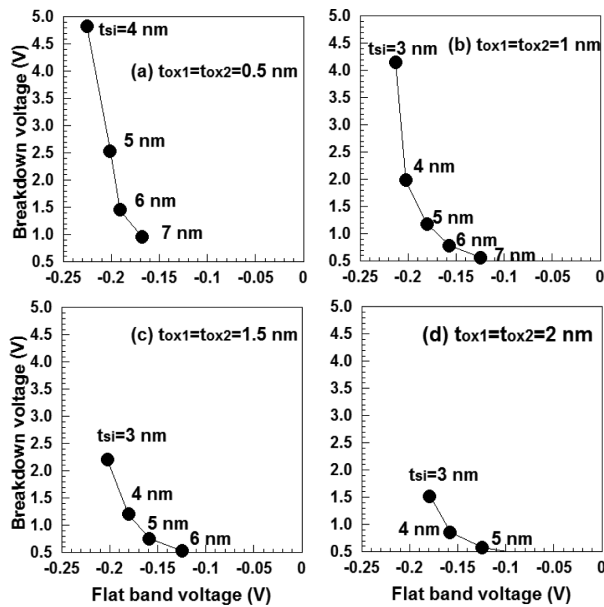 Breakdown voltage (V)
5.0
4.5
4.0
3.5
3.0
2.5
2.0
1.5
1.0
0.5
tsi=4 nm
(a) tox1=tox2=0.5 nm
5 nm
6 nm
7 nm
-0.25 -0.2 -0.15 -0.1 -0.05 0
5.0
4.5
4.0
3.5
3.0
2.5
2.0
1.5
1.0
0.5
tsi=3 nm
(b) tox1=tox2=1 nm
4 nm
5 nm
6 nm
7 nm
-0.25 -0.2 -0.15 -0.1 -0.05 0
Breakdown voltage (V)
5.0
4.5
4.0
3.5
3.0
2.5
2.0
1.5
1.0
0.5
(c) tox1=tox2=1.5 nm
tsi=3 nm
4 nm
5 nm
6 nm
-0.25 -0.2 -0.15 -0.1 -0.05 0
Flat band voltage (V)
5.0
4.5
4.0
3.5
3.0
2.5
2.0
1.5
1.0
0.5
(d) tox1=tox2=2 nm
tsi=3 nm
4 nm
5 nm
-0.25 -0.2 -0.15 -0.1 -0.05 0
Flat band voltage (V)